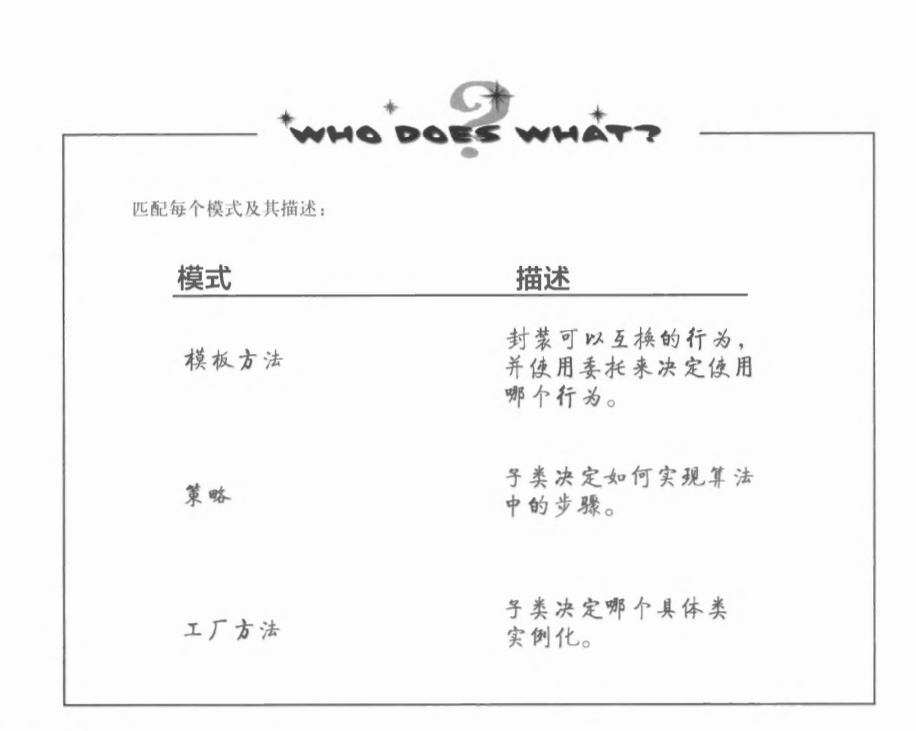 WHO DOES WHAT?
匹配每个模式及其描述：
模式
描述
模板方法
封装可以互换的行为，
并使用委托来决定使用
哪个行为。
策略
子类决定如何实现算法
中的步骤。
工厂方法
子类决定哪个具体类
实例化。